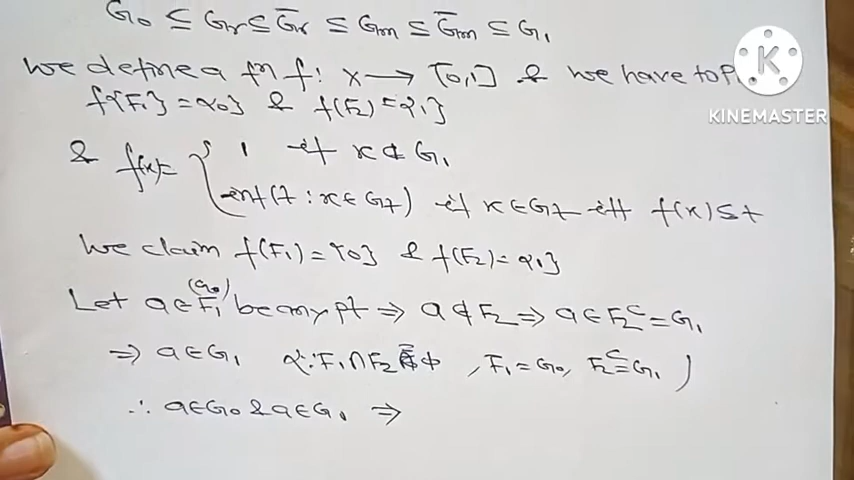 G₀ ⊆ Gr ⊆ G̅r ⊆ Gm ⊆ G̅m ⊆ G₁
We define a fn f: X → [0,1] & we have to
f{F₁} = {0} & f(F₂) = {1}
& f(x) = { 1 if x ∉ G₁
inf(t : x ∈ Gt) if x ∈ Gt iff f(x) ≤ t
We claim f(F₁) = {0} & f(F₂) = {1}
(G₀)
Let a ∈ F₁ be any pt ⇒ a ∉ F₂ ⇒ a ∈ F₂ᶜ = G₁
⇒ a ∈ G₁ (∵ F₁ ∩ F₂ = ϕ , F₁ = G₀, F₂ᶜ = G₁ )
∴ a ∈ G₀ & a ∈ G₁ ⇒
K
KINEMASTER